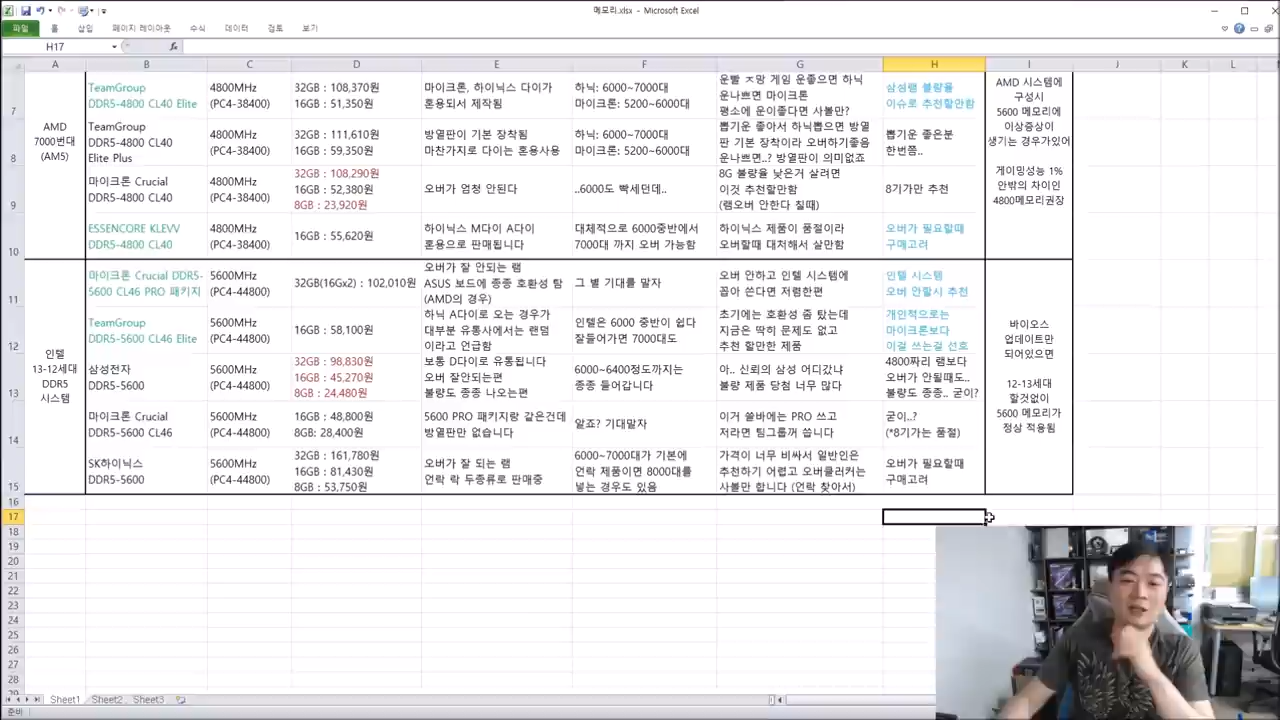 메모리.xlsx - Microsoft Excel
파일 홈 삽입 페이지 레이아웃 수식 데이터 검토 보기
H17 fx
A B C D E F G H I J K L
7
TeamGroup
DDR5-4800 CL40 Elite
4800MHz
(PC4-38400)
32GB : 108,370원
16GB : 51,350원
마이크론, 하이닉스 다이가
혼용되서 제작됨
하닉: 6000~7000대
마이크론: 5200~6000대
운빨 ㅈ망 게임 운좋으면 하닉
운나쁘면 마이크론
평소에 운이좋다면 사볼만?
삼성램 불량율
이슈로 추천할만함
AMD
7000번대
(AM5)
8
TeamGroup
DDR5-4800 CL40
Elite Plus
4800MHz
(PC4-38400)
32GB : 111,610원
16GB : 59,350원
방열판이 기본 장착됨
마찬가지로 다이는 혼용사용
하닉: 6000~7000대
마이크론: 5200~6000대
뽑기운 좋아서 하닉뽑으면 방열
판 기본 장착이라 오버하기좋음
운나쁘면..? 방열판이 의미없죠
뽑기운 좋은분
한번쯤..
AMD 시스템에
구성시
5600 메모리에
이상증상이
생기는 경우가있어
게이밍성능 1%
안밖의 차이인
4800메모리권장
9
마이크론 Crucial
DDR5-4800 CL40
4800MHz
(PC4-38400)
32GB : 108,290원
16GB : 52,380원
8GB : 23,920원
오버가 엄청 안된다
..6000도 빡세던데..
8G 불량율 낮은거 살려면
이것 추천할만함
(램오버 안한다 칠때)
8기가만 추천
10
ESSENCORE KLEVV
DDR5-4800 CL40
4800MHz
(PC4-38400)
16GB : 55,620원
하이닉스 M다이 A다이
혼용으로 판매됩니다
대체적으로 6000중반에서
7000대 까지 오버 가능함
하이닉스 제품이 품절이라
오버할때 대처해서 살만함
오버가 필요할때
구매고려
11
마이크론 Crucial DDR5-
5600 CL46 PRO 패키지
5600MHz
(PC4-44800)
32GB(16Gx2) : 102,010원
오버가 잘 안되는 램
ASUS 보드에 종종 호환성 탐
(AMD의 경우)
그 별 기대를 말자
오버 안하고 인텔 시스템에
꼽아 쓴다면 저렴한편
인텔 시스템
오버 안할시 추천
12
TeamGroup
DDR5-5600 CL46 Elite
5600MHz
(PC4-44800)
16GB : 58,100원
하닉 A다이로 오는 경우가
대부분 유통사에서는 랜덤
이라고 언급함
인텔은 6000 중반이 쉽다
잘들어가면 7000대도
초기에는 호환성 좀 탔는데
지금은 딱히 문제도 없고
추천 할만한 제품
개인적으로는
마이크론보다
이걸 쓰는걸 선호
인텔
13-12세대
DDR5
시스템
13
삼성전자
DDR5-5600
5600MHz
(PC4-44800)
32GB : 98,830원
16GB : 45,270원
8GB : 24,480원
보통 D다이로 유통됩니다
오버 잘안되는편
불량도 종종 나오는편
6000~6400정도까지는
종종 들어갑니다
아.. 신뢰의 삼성 어디갔냐
불량 제품 당첨 너무 많다
4800짜리 램보다
오버가 안될때도..
불량도 종종.. 굳이?
바이오스
업데이트만
되어있으면
12-13세대
할것없이
5600 메모리가
정상 적용됨
14
마이크론 Crucial
DDR5-5600 CL46
5600MHz
(PC4-44800)
16GB : 48,800원
8GB: 28,400원
5600 PRO 패키지랑 같은건데
방열판만 없습니다
알죠? 기대말자
이거 쓸바에는 PRO 쓰고
저라면 팀그룹꺼 씁니다
굳이..?
(*8기가는 품절)
15
SK하이닉스
DDR5-5600
5600MHz
(PC4-44800)
32GB : 161,780원
16GB : 81,430원
8GB : 53,750원
오버가 잘 되는 램
언락 락 두종류로 판매중
6000~7000대가 기본에
언락 제품이면 8000대를
넣는 경우도 있음
가격이 너무 비싸서 일반인은
추천하기 어렵고 오버클러커는
사볼만 합니다 (언락 찾아서)
오버가 필요할때
구매고려
16
17
18
19
20
21
22
23
24
25
26
27
28
29
Sheet1 Sheet2 Sheet3
준비